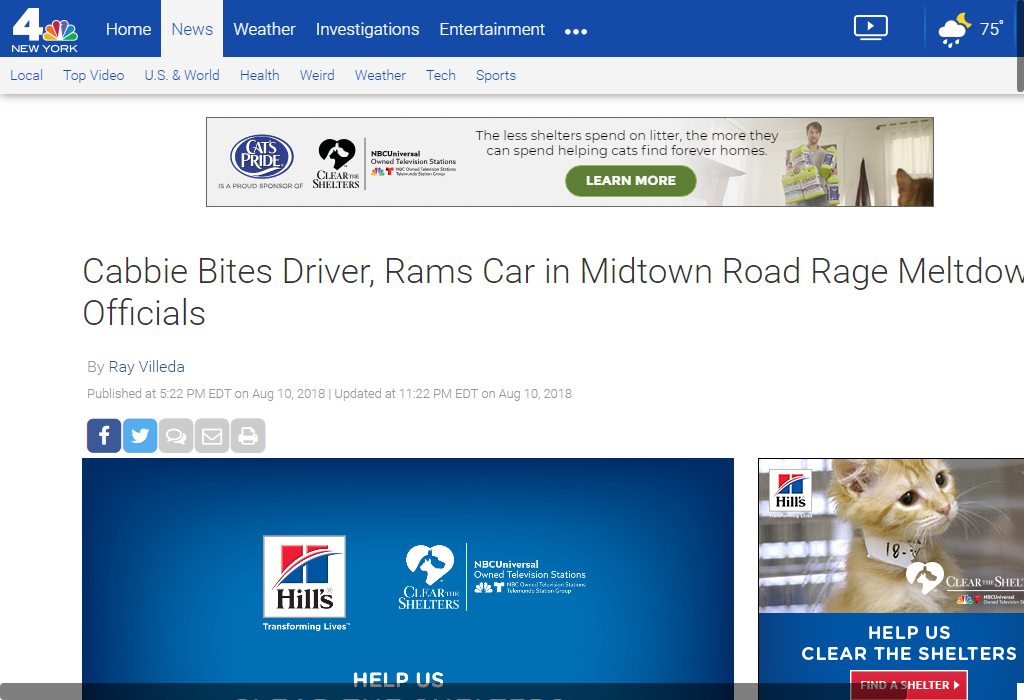 4
NEW YORK
Home News Weather Investigations Entertainment ••• 75°
Local Top Video U.S. & World Health Weird Weather Tech Sports
CAT'S
PRIDE
IS A PROUD SPONSOR OF
CLEAR THE
SHELTERS
NBCUniversal
Owned Television Stations
NBC Owned Television Stations
Telemundo Station Group
The less shelters spend on litter, the more they
can spend helping cats find forever homes.
LEARN MORE
Cabbie Bites Driver, Rams Car in Midtown Road Rage Meltdow
Officials
By Ray Villeda
Published at 5:22 PM EDT on Aug 10, 2018 | Updated at 11:22 PM EDT on Aug 10, 2018
Hill's
Transforming Lives™
CLEAR THE
SHELTERS
NBCUniversal
Owned Television Stations
NBC Owned Television Stations
Telemundo Station Group
HELP US
CLEAR THE SHELTERS
Hill's
18-
CLEAR THE SHELT
NBCUniversal
Owned Television S
HELP US
CLEAR THE SHELTERS
FIND A SHELTER